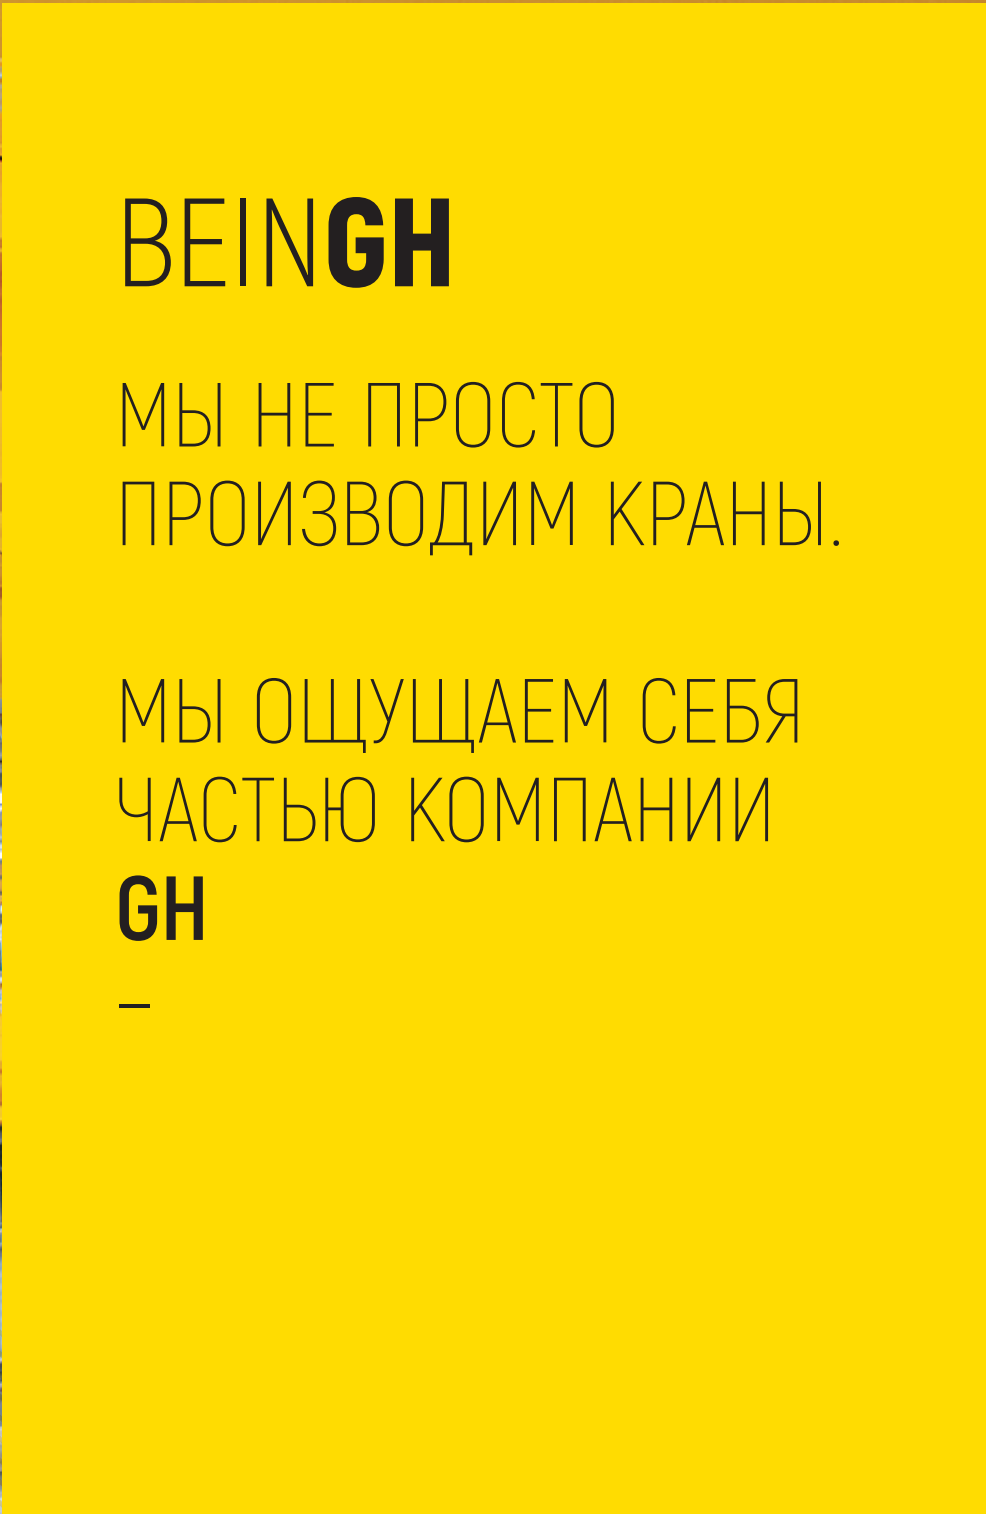 BEINGH
МЫ НЕ ПРОСТО
ПРОИЗВОДИМ КРАНЫ.
МЫ ОЩУЩАЕМ СЕБЯ
ЧАСТЬЮ КОМПАНИИ
GH
–